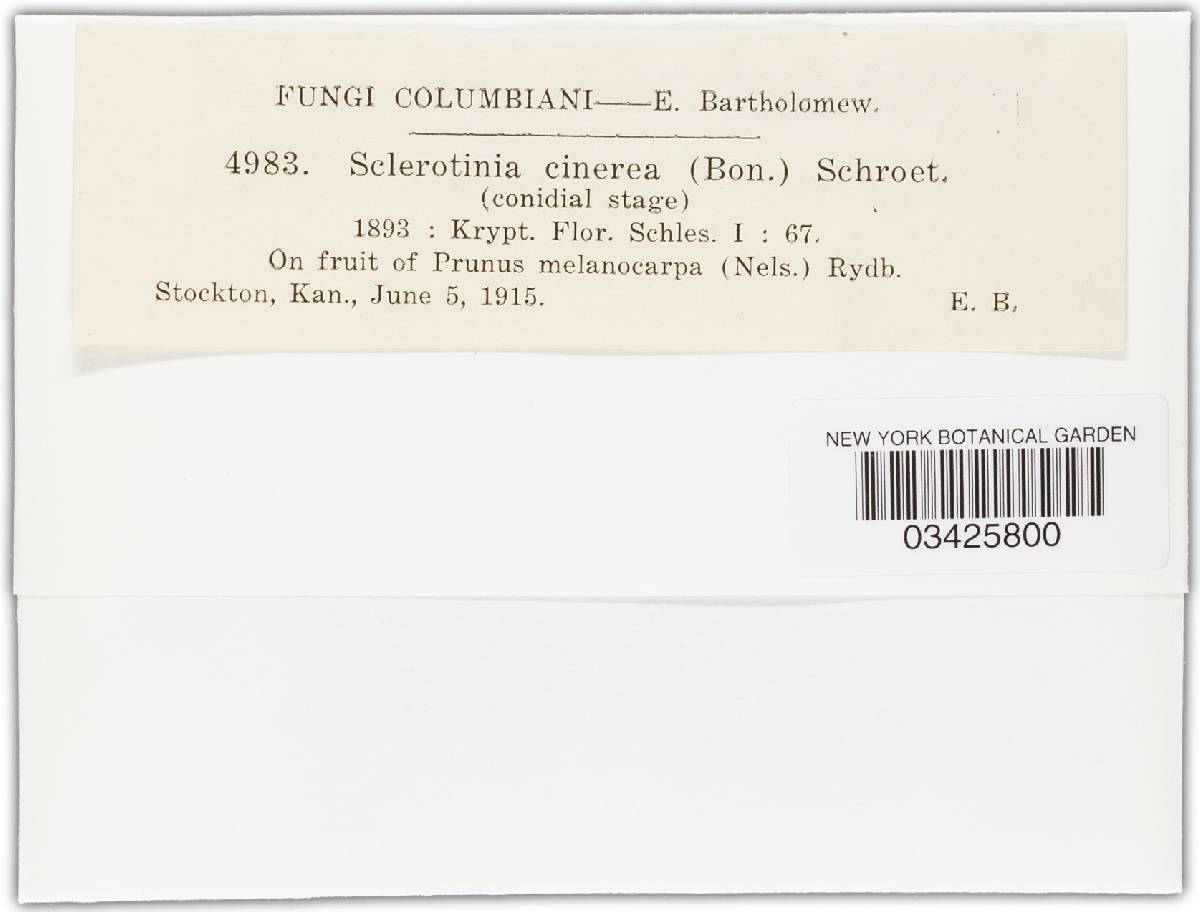 FUNGI COLUMBIANI——E. Bartholomew.
4983. Sclerotinia cinerea (Bon.) Schroet.
(conidial stage)
1893 : Krypt. Flor. Schles. I : 67.
On fruit of Prunus melanocarpa (Nels.) Rydb.
Stockton, Kan., June 5, 1915. E. B.
NEW YORK BOTANICAL GARDEN
03425800